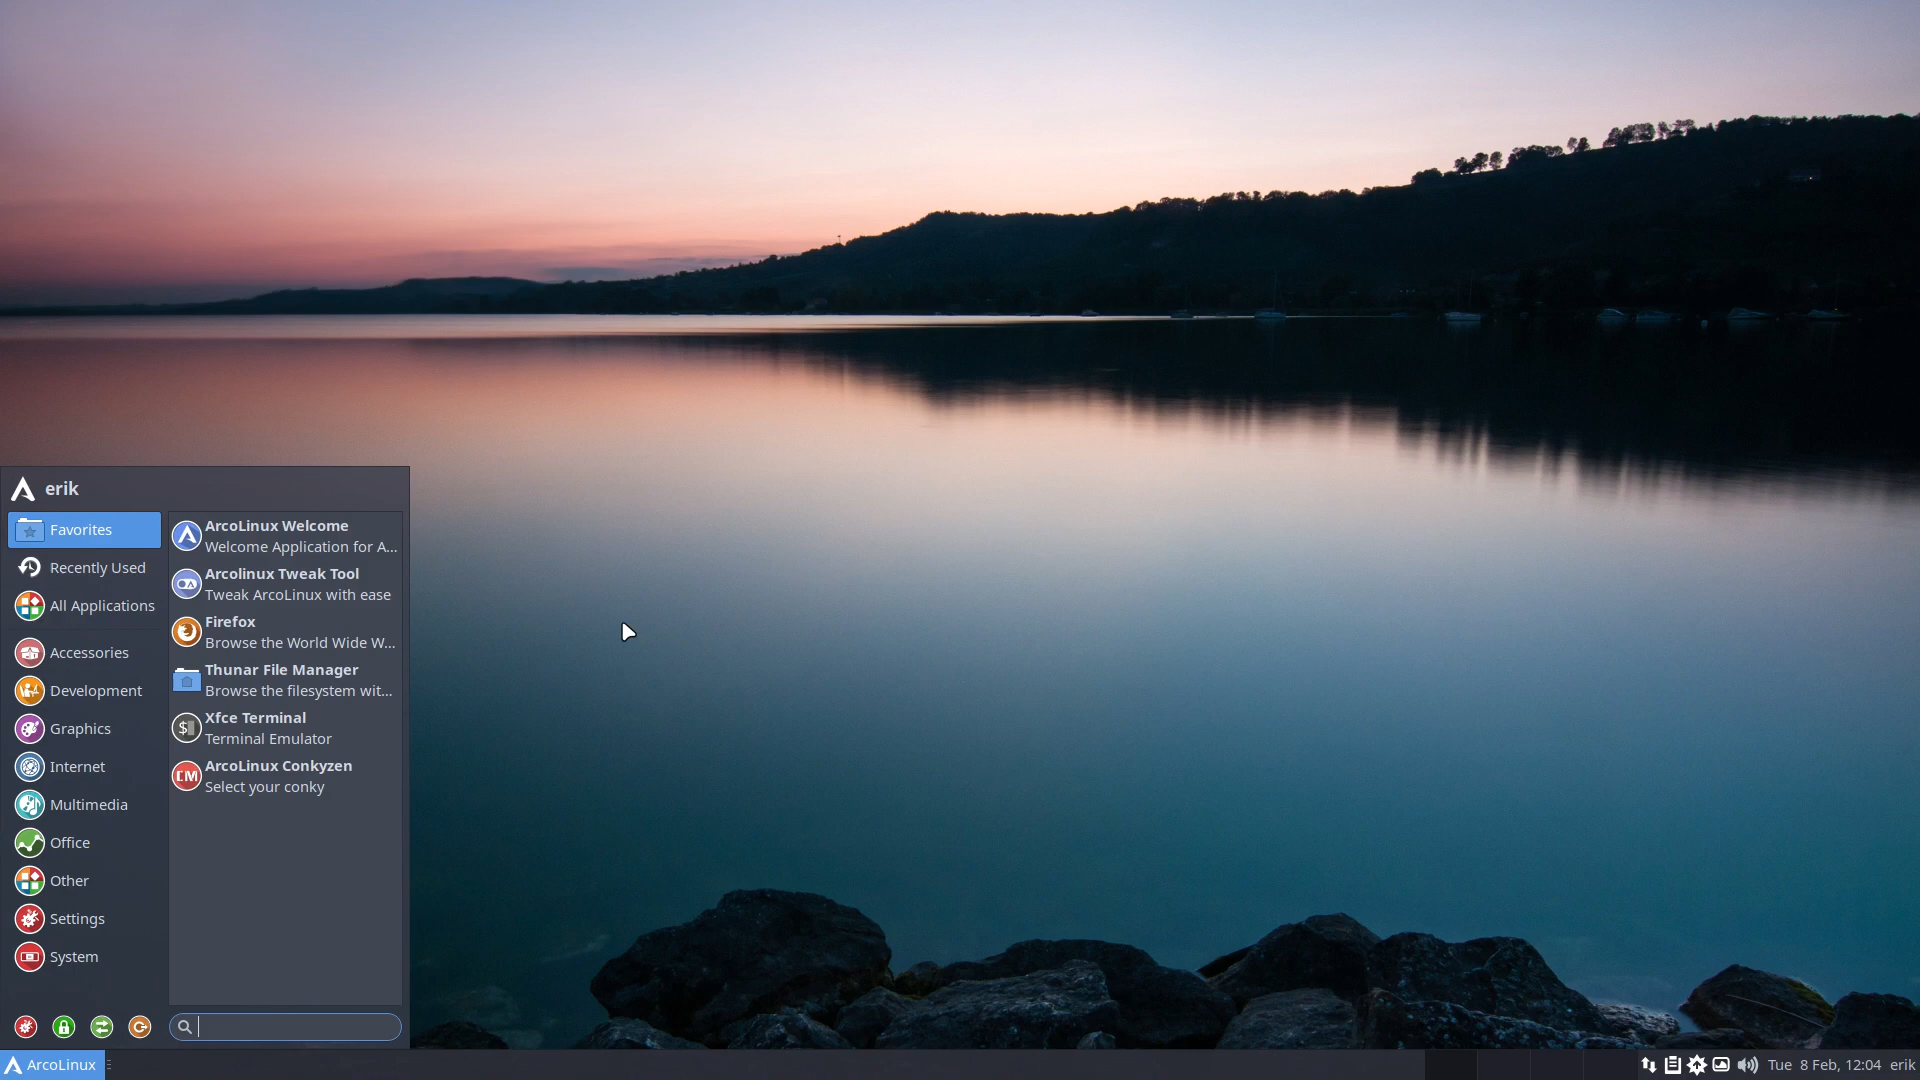 erik
Favorites
Recently Used
All Applications
Accessories
Development
Graphics
Internet
Multimedia
Office
Other
Settings
System
ArcoLinux Welcome
Welcome Application for A...
Arcolinux Tweak Tool
Tweak ArcoLinux with ease
Firefox
Browse the World Wide W...
Thunar File Manager
Browse the filesystem wit...
Xfce Terminal
Terminal Emulator
ArcoLinux Conkyzen
Select your conky
ArcoLinux
Tue 8 Feb, 12:04 erik